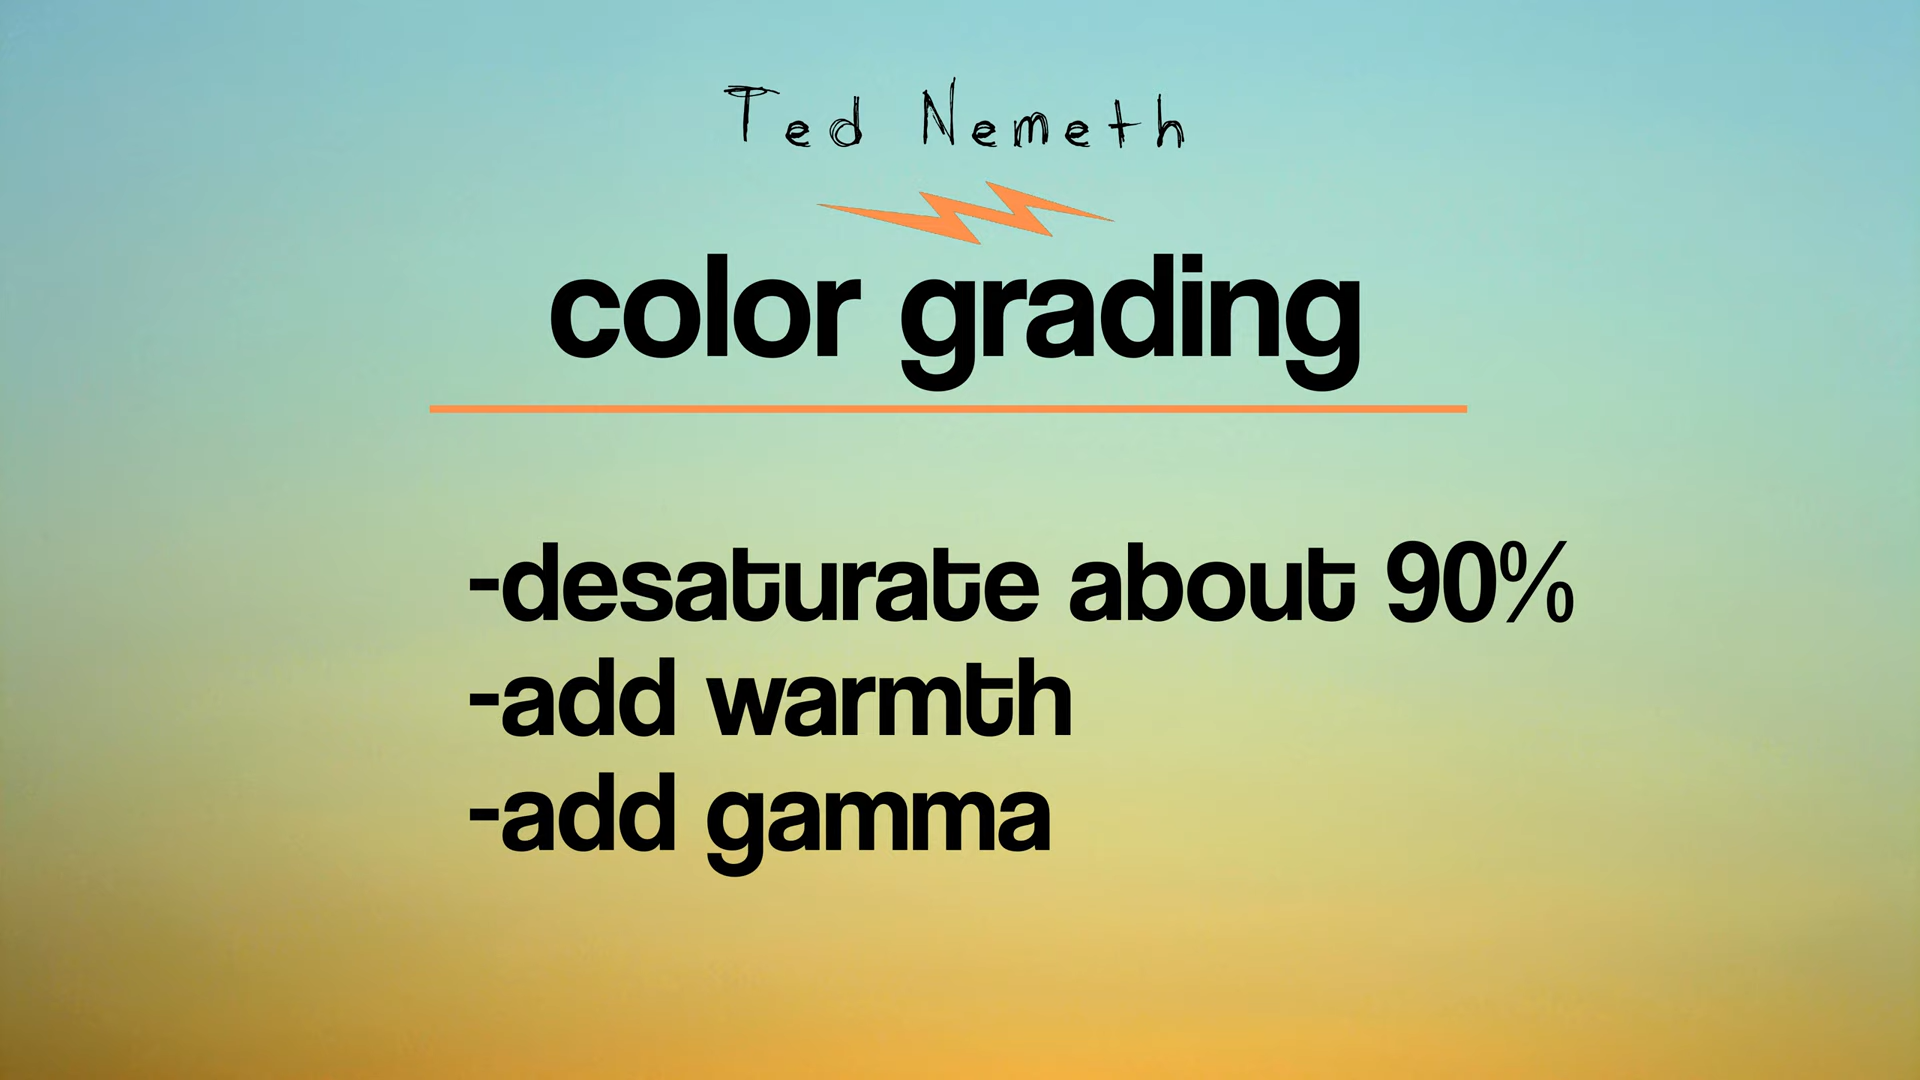 Ted Nemeth
color grading
-desaturate about 90%
-add warmth
-add gamma